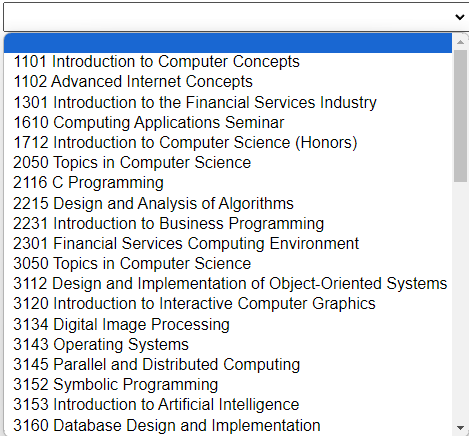 1101 Introduction to Computer Concepts
1102 Advanced Internet Concepts
1301 Introduction to the Financial Services Industry
1610 Computing Applications Seminar
1712 Introduction to Computer Science (Honors)
2050 Topics in Computer Science
2116 C Programming
2215 Design and Analysis of Algorithms
2231 Introduction to Business Programming
2301 Financial Services Computing Environment
3050 Topics in Computer Science
3112 Design and Implementation of Object-Oriented Systems
3120 Introduction to Interactive Computer Graphics
3134 Digital Image Processing
3143 Operating Systems
3145 Parallel and Distributed Computing
3152 Symbolic Programming
3153 Introduction to Artificial Intelligence
3160 Database Design and Implementation